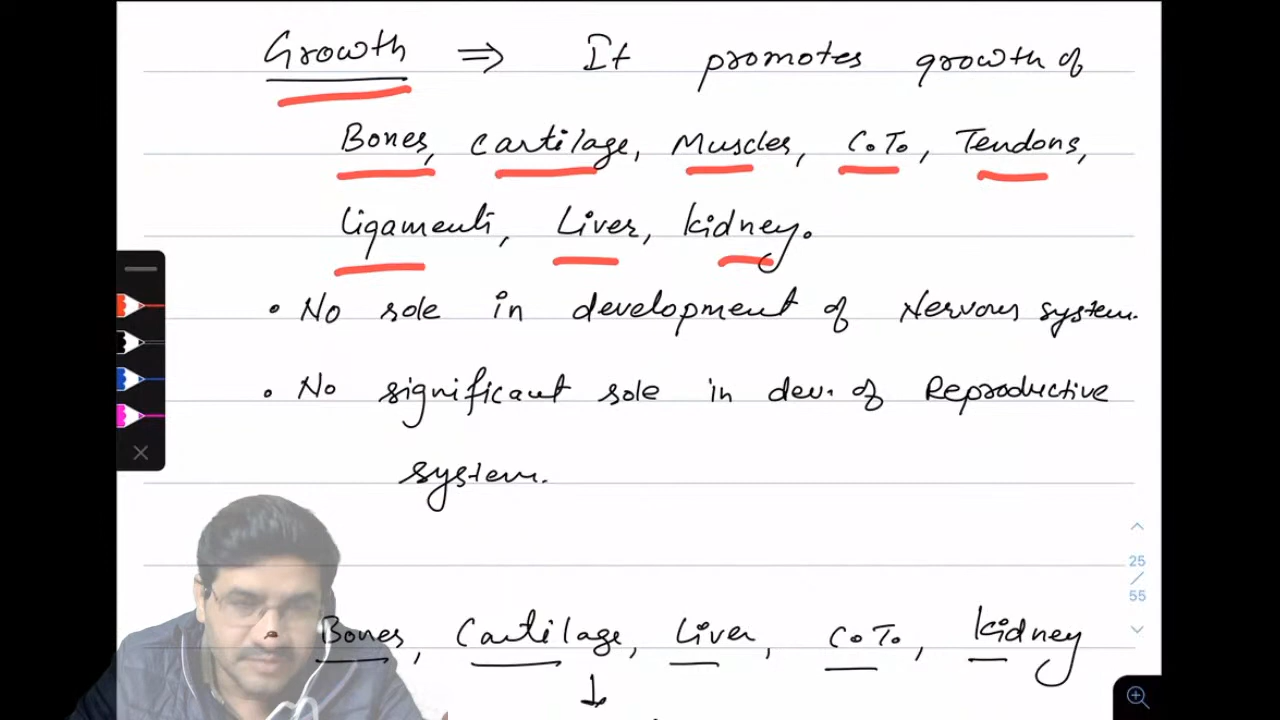 Growth ⇒ It promotes growth of
Bones, Cartilage, Muscles, C.T., Tendons,
Ligaments, Liver, kidney.
• No role in development of Nervous system.
• No significant role in dev. of Reproductive
system.
25
/
55
Bones, Cartilage, Liver, C.T., kidney
↓